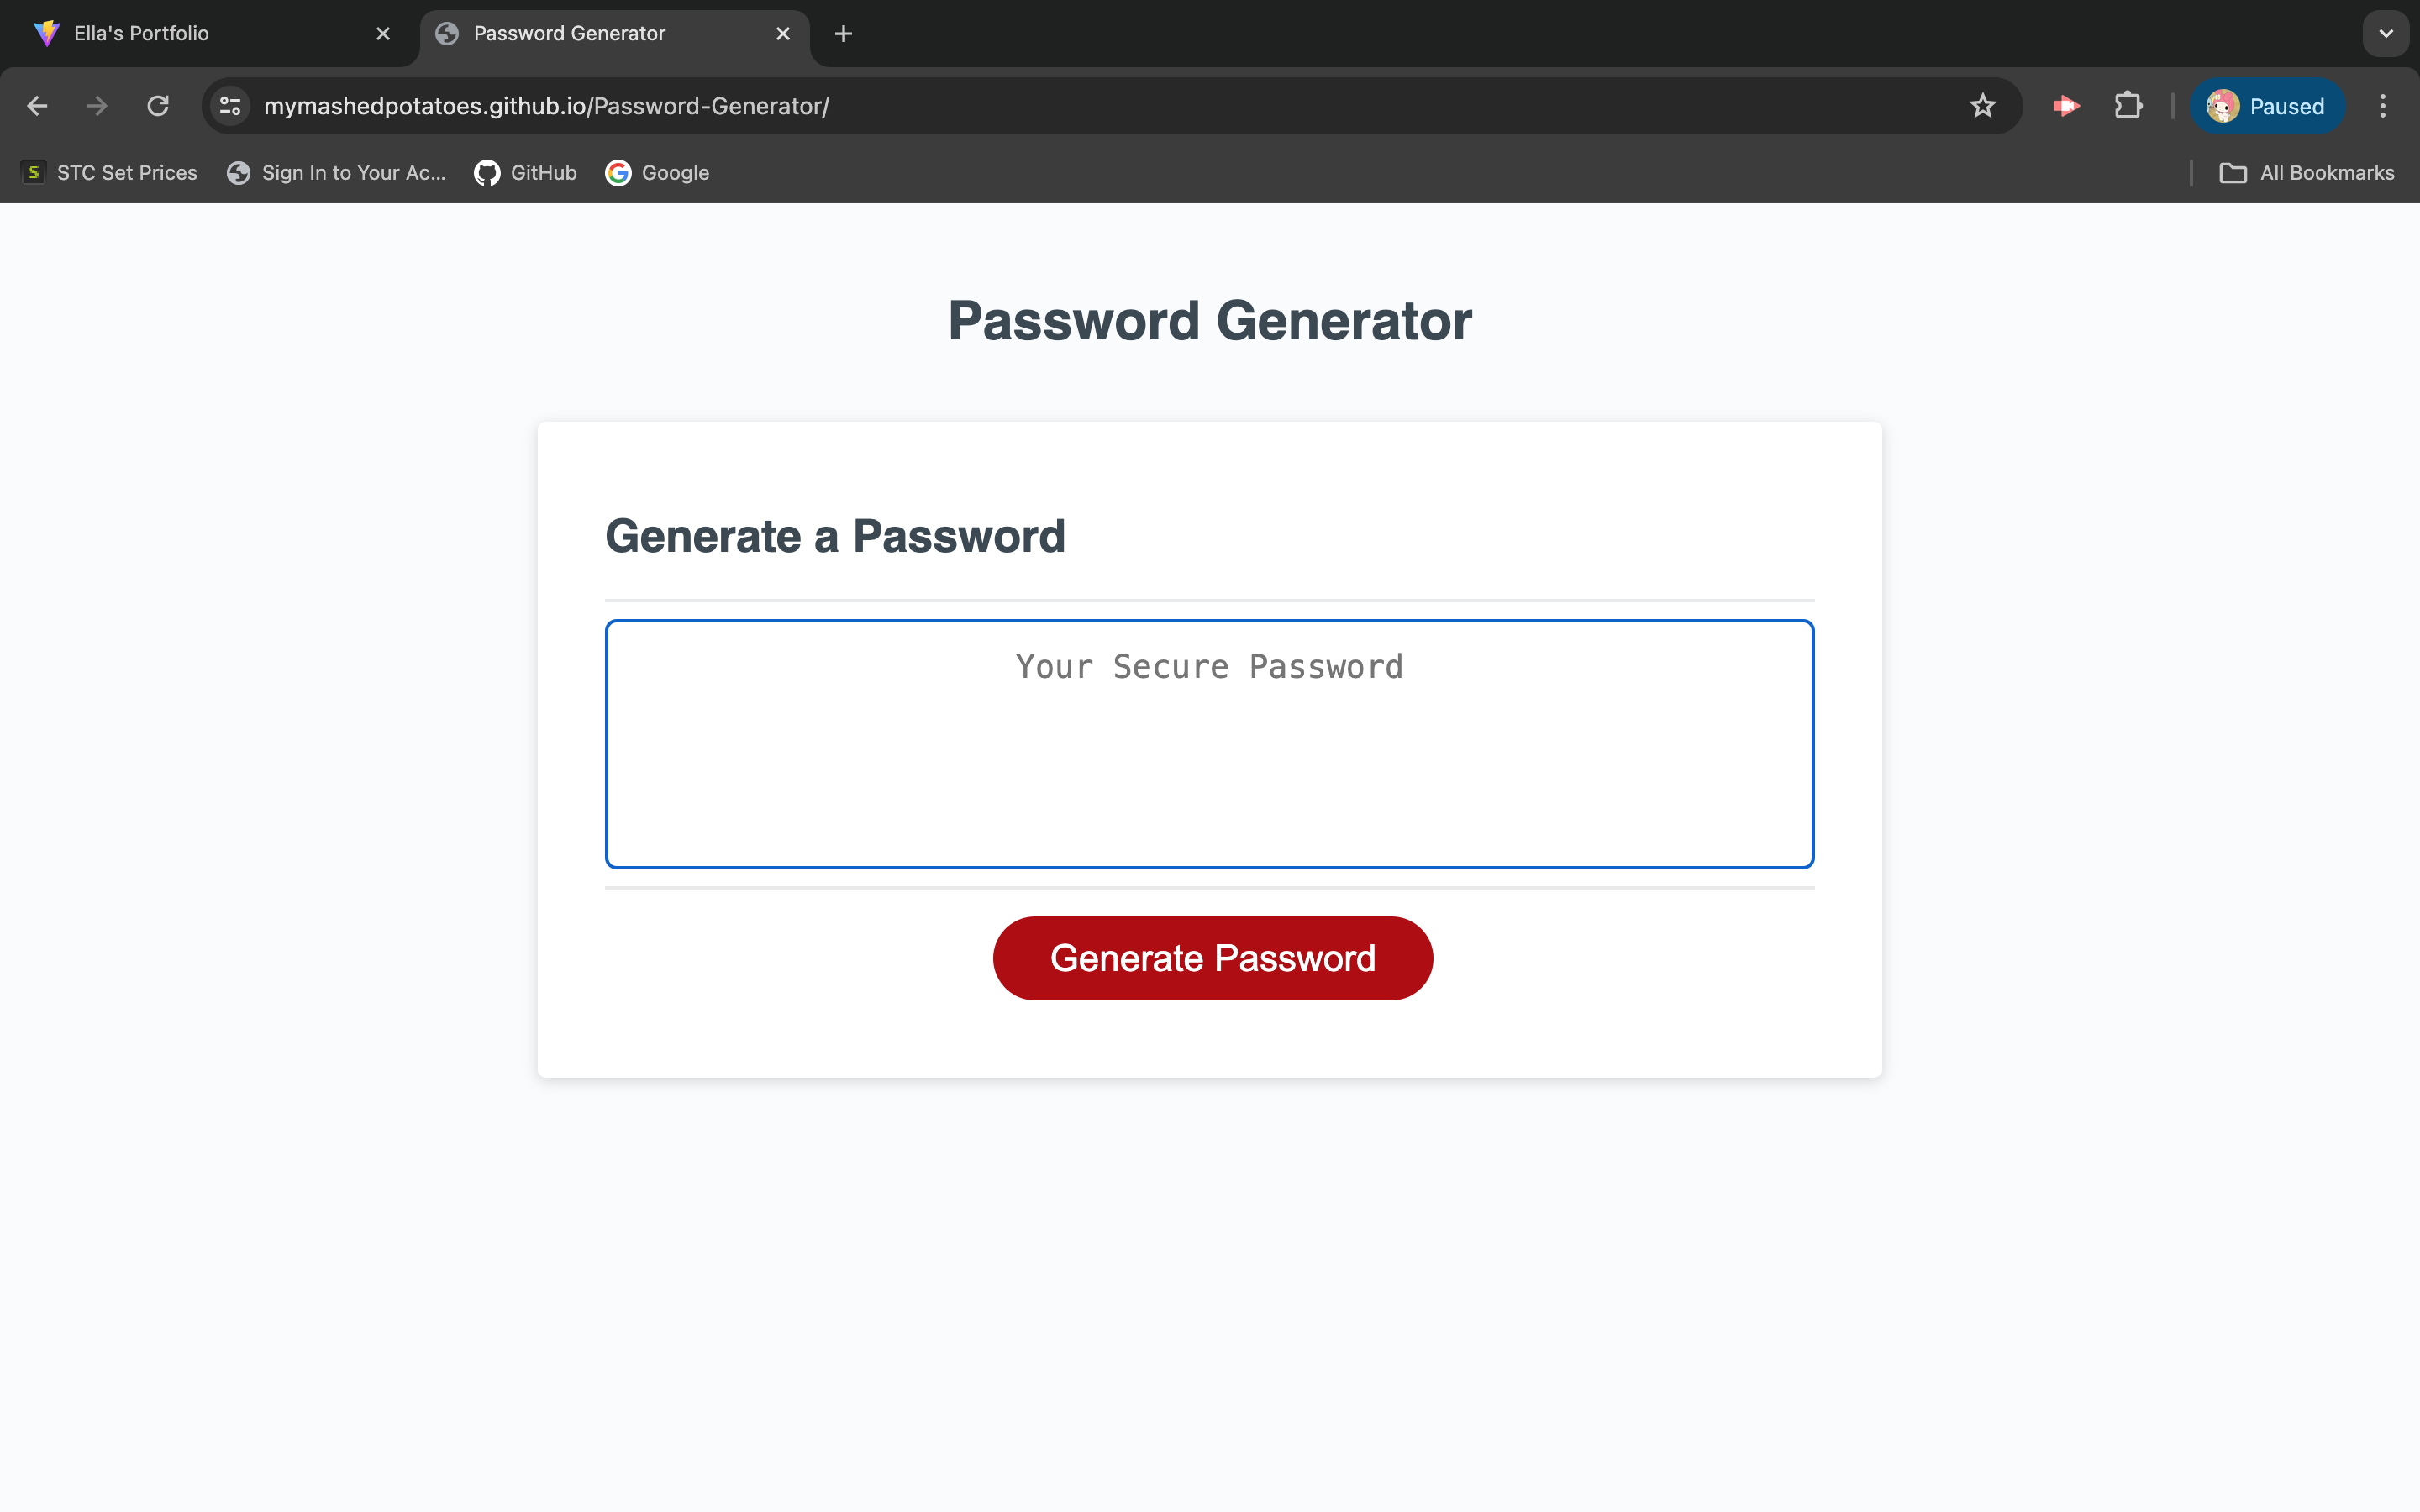 Ella's Portfolio
Password Generator
mymashedpotatoes.github.io/Password-Generator/
Paused
S STC Set Prices
Sign In to Your Ac...
GitHub
Google
All Bookmarks
Password Generator
Generate a Password
Your Secure Password
Generate Password